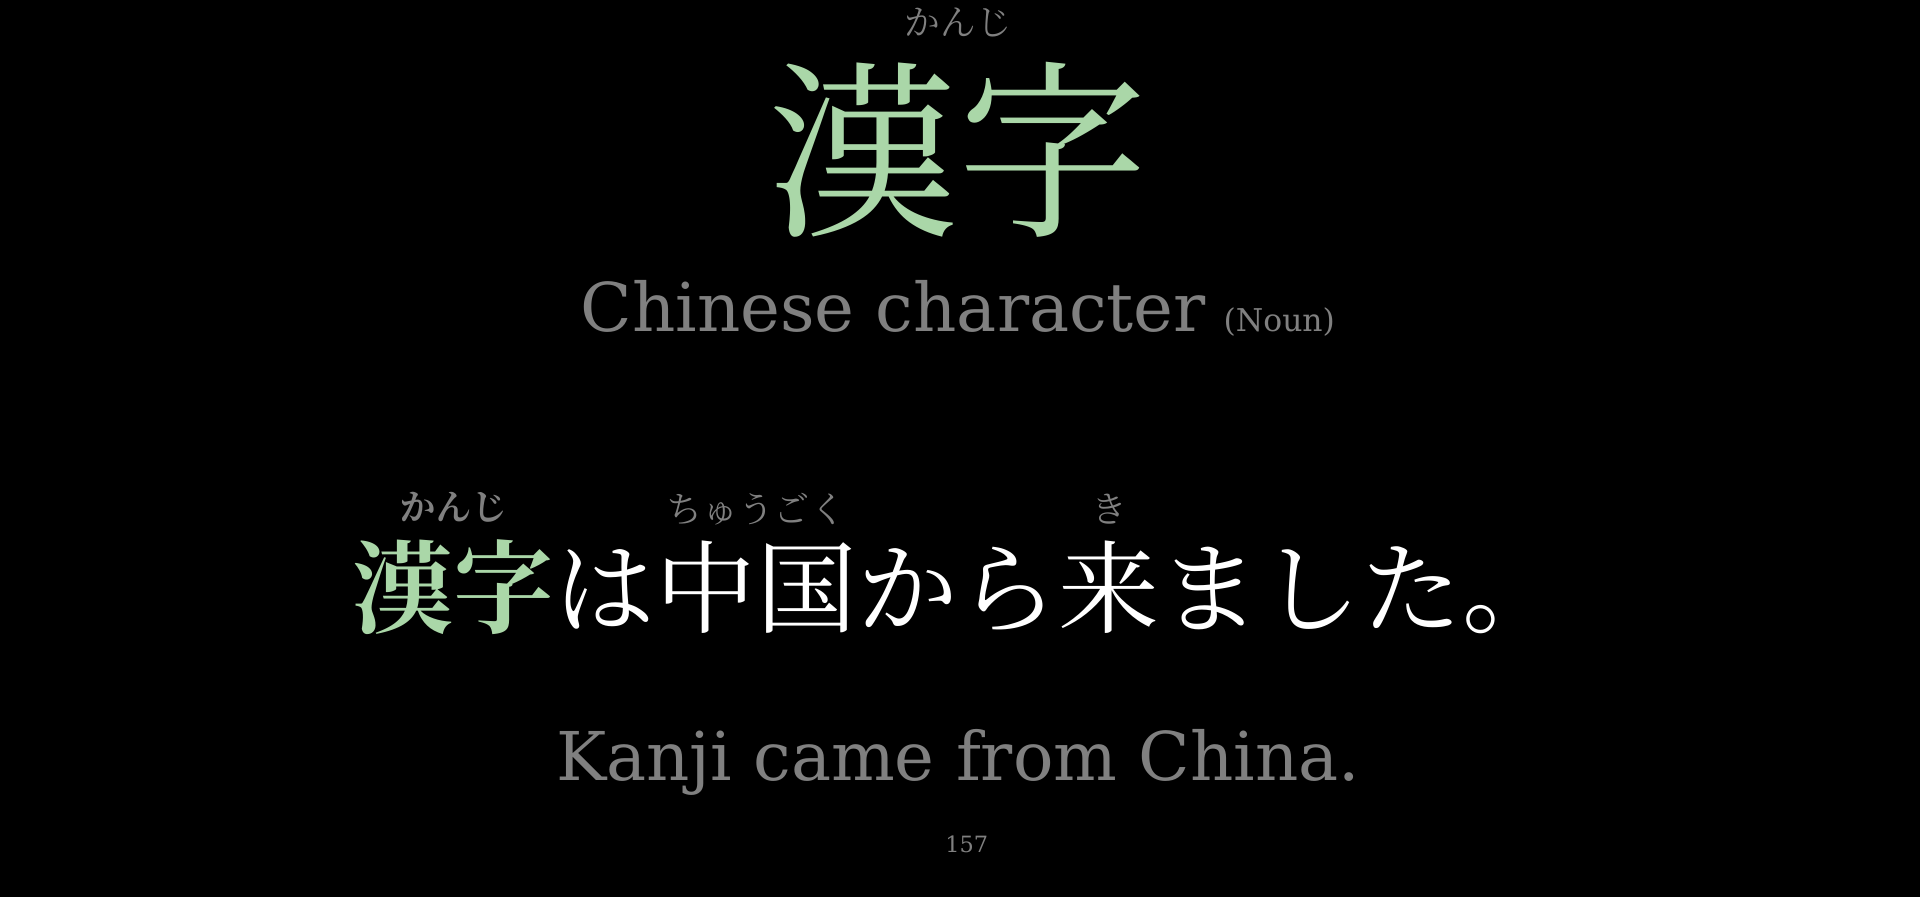 かんじ
漢字
Chinese character (Noun)
かんじ ちゅうごく き
漢字は中国から来ました。
Kanji came from China.
157